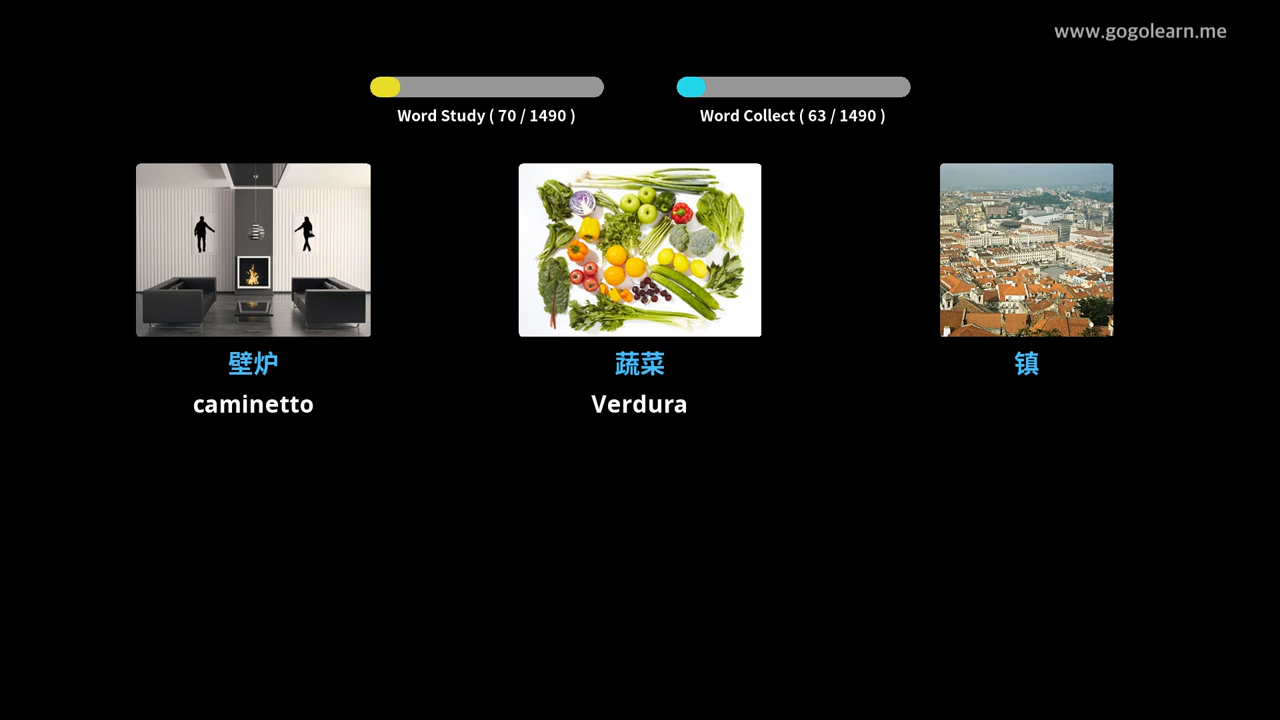 www.gogolearn.me
Word Study ( 70 / 1490 )
Word Collect ( 63 / 1490 )
壁炉
蔬菜
镇
caminetto
Verdura